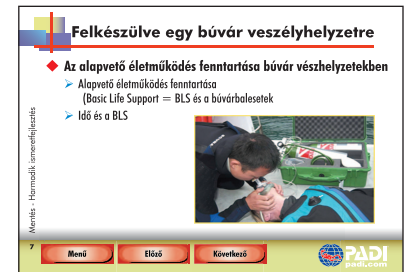 Felkészülve egy búvár veszélyhelyzetre
Az alapvető életműködés fenntartása búvár vészhelyzetekben
Alapvető életműködés fenntartása
(Basic Life Support = BLS és a búvárbalesetek
Idő és a BLS
Mentés - Harmadik ismeretfejlesztés
7
Menű
Előző
Következő
PADI
padi.com